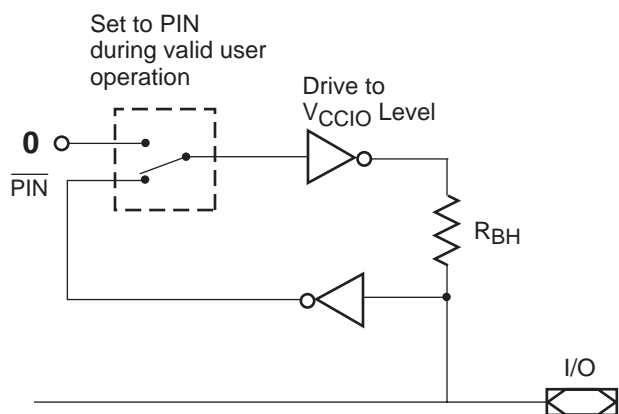 Set to PIN
during valid user
operation
Drive to
VCCIO Level
0
PIN
RBH
I/O